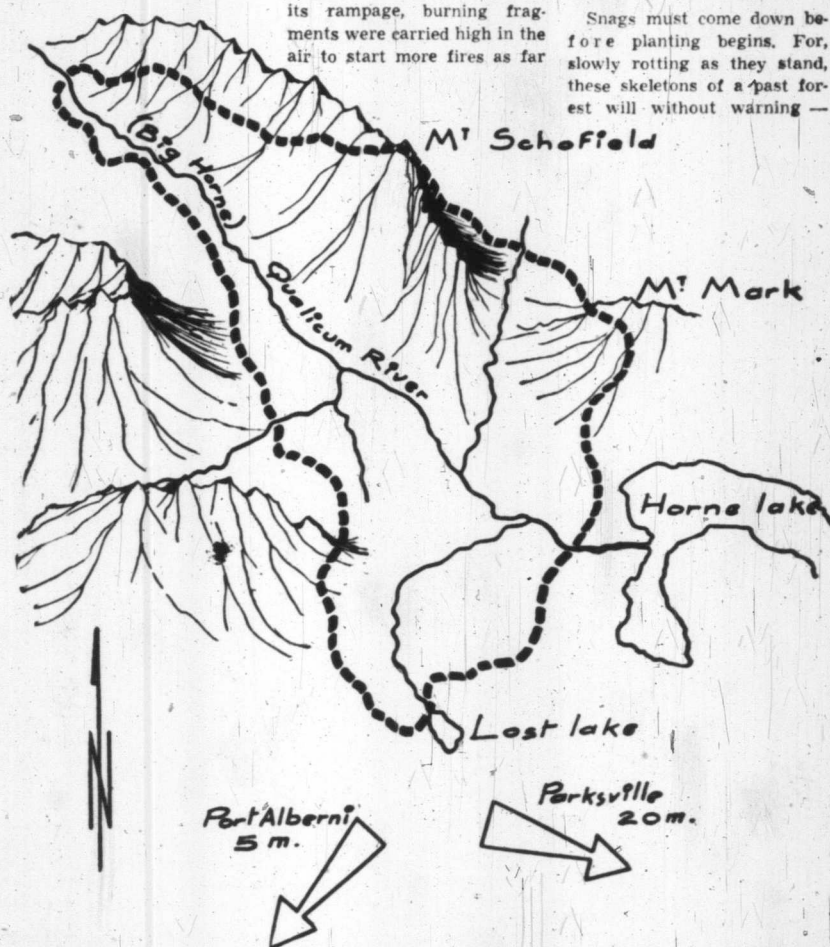 its rampage, burning frag-
ments were carried high in the
air to start more fires as far
Snags must come down be-
fore planting begins. For,
slowly rotting as they stand,
these skeletons of a past for-
est will without warning —
Mt Schofield
(Big Horne)
Qualicum River
Mt Mark
Horne lake
Lost lake
N
Port Alberni
5 m.
Parksville
20 m.